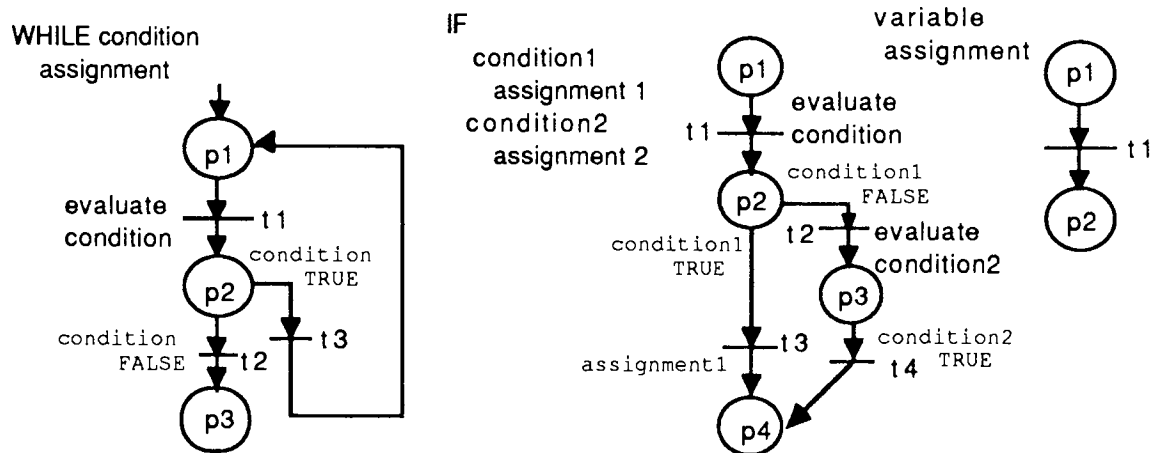 WHILE condition
assignment
p1
evaluate
condition
t1
p2
condition
TRUE
condition
FALSE
t2
t3
p3
IF
condition1
assignment 1
condition2
assignment 2
p1
t1
evaluate
condition
p2
condition1
FALSE
t2
evaluate
condition2
condition1
TRUE
p3
t3
assignment1
condition2
TRUE
t4
p4
variable
assignment
p1
t1
p2